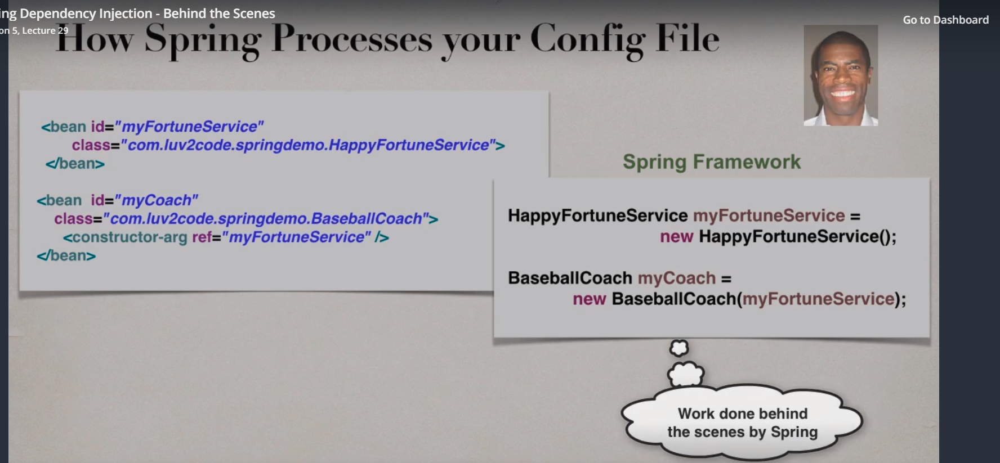 ing Dependency Injection - Behind the Scenes
on 5, Lecture 29
Go to Dashboard
How Spring Processes your Config File
<bean id="myFortuneService"
class="com.luv2code.springdemo.HappyFortuneService">
</bean>
<bean id="myCoach"
class="com.luv2code.springdemo.BaseballCoach">
<constructor-arg ref="myFortuneService" />
</bean>
Spring Framework
HappyFortuneService myFortuneService =
new HappyFortuneService();
BaseballCoach myCoach =
new BaseballCoach(myFortuneService);
Work done behind
the scenes by Spring